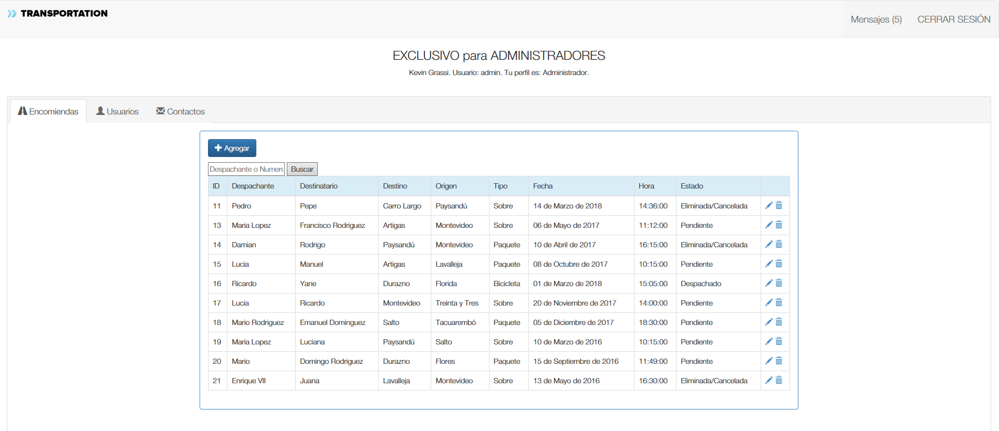 TRANSPORTATION
Mensajes (5) CERRAR SESIÓN
EXCLUSIVO para ADMINISTRADORES
Kevin Grassi. Usuario: admin. Tu perfil es: Administrador.
Encomiendas Usuarios Contactos
Agregar
Despachante o Numero Buscar
ID Despachante Destinatario Destino Origen Tipo Fecha Hora Estado
11 Pedro Pepe Carro Largo Paysandú Sobre 14 de Marzo de 2018 14:36:00 Eliminada/Cancelada
13 Maria Lopez Francisco Rodriguez Artigas Montevideo Sobre 06 de Mayo de 2017 11:12:00 Pendiente
14 Damian Rodrigo Paysandú Montevideo Paquete 10 de Abril de 2017 16:15:00 Eliminada/Cancelada
15 Lucia Manuel Artigas Lavalleja Paquete 08 de Octubre de 2017 10:15:00 Pendiente
16 Ricardo Yane Durazno Florida Bicicleta 01 de Marzo de 2018 15:05:00 Despachado
17 Lucia Ricardo Montevideo Treinta y Tres Sobre 20 de Noviembre de 2017 14:00:00 Pendiente
18 Mario Rodriguez Emanuel Dominguez Salto Tacuarembó Paquete 05 de Diciembre de 2017 18:30:00 Pendiente
19 Maria Lopez Luciana Paysandú Salto Sobre 10 de Marzo de 2016 10:15:00 Pendiente
20 Mario Domingo Rodriguez Durazno Flores Paquete 15 de Septiembre de 2016 11:49:00 Pendiente
21 Enrique VII Juana Lavalleja Montevideo Sobre 13 de Mayo de 2016 16:30:00 Eliminada/Cancelada